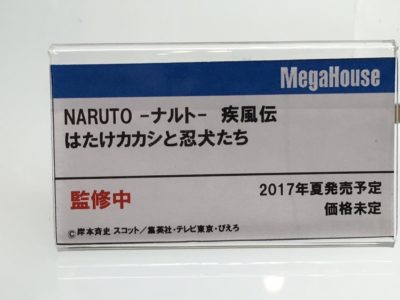 MegaHouse
NARUTO -ナルト- 疾風伝
はたけカカシと忍犬たち
監修中
2017年夏発売予定
価格未定
©岸本斉史 スコット／集英社・テレビ東京・ぴえろ